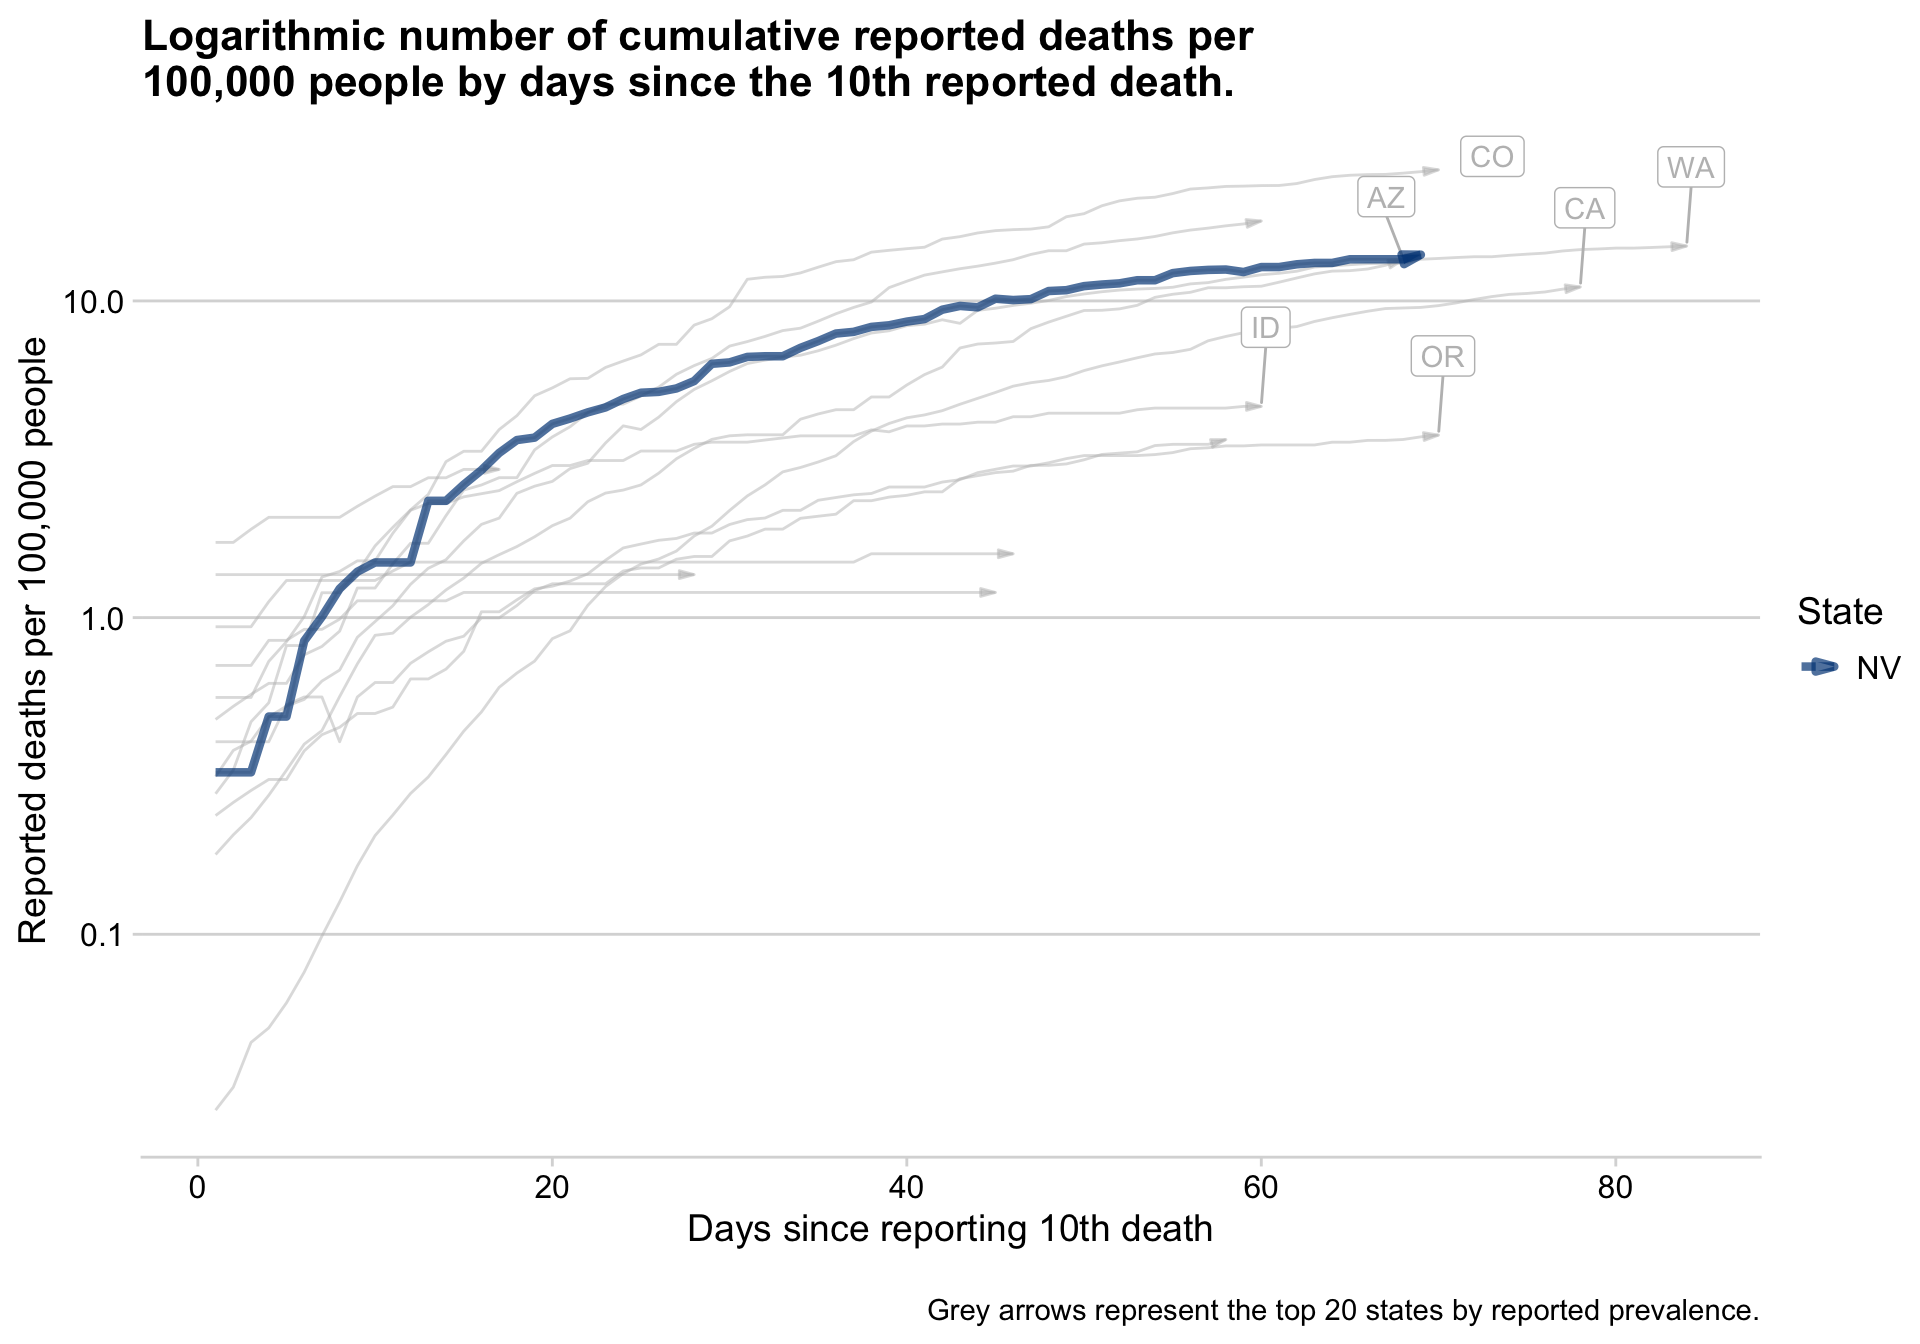 Logarithmic number of cumulative reported deaths per
100,000 people by days since the 10th reported death.
CO
WA
AZ
CA
10.0
ID
OR
Reported deaths per 100,000 people
1.0
State
NV
0.1
0 20 40 60 80
Days since reporting 10th death
Grey arrows represent the top 20 states by reported prevalence.